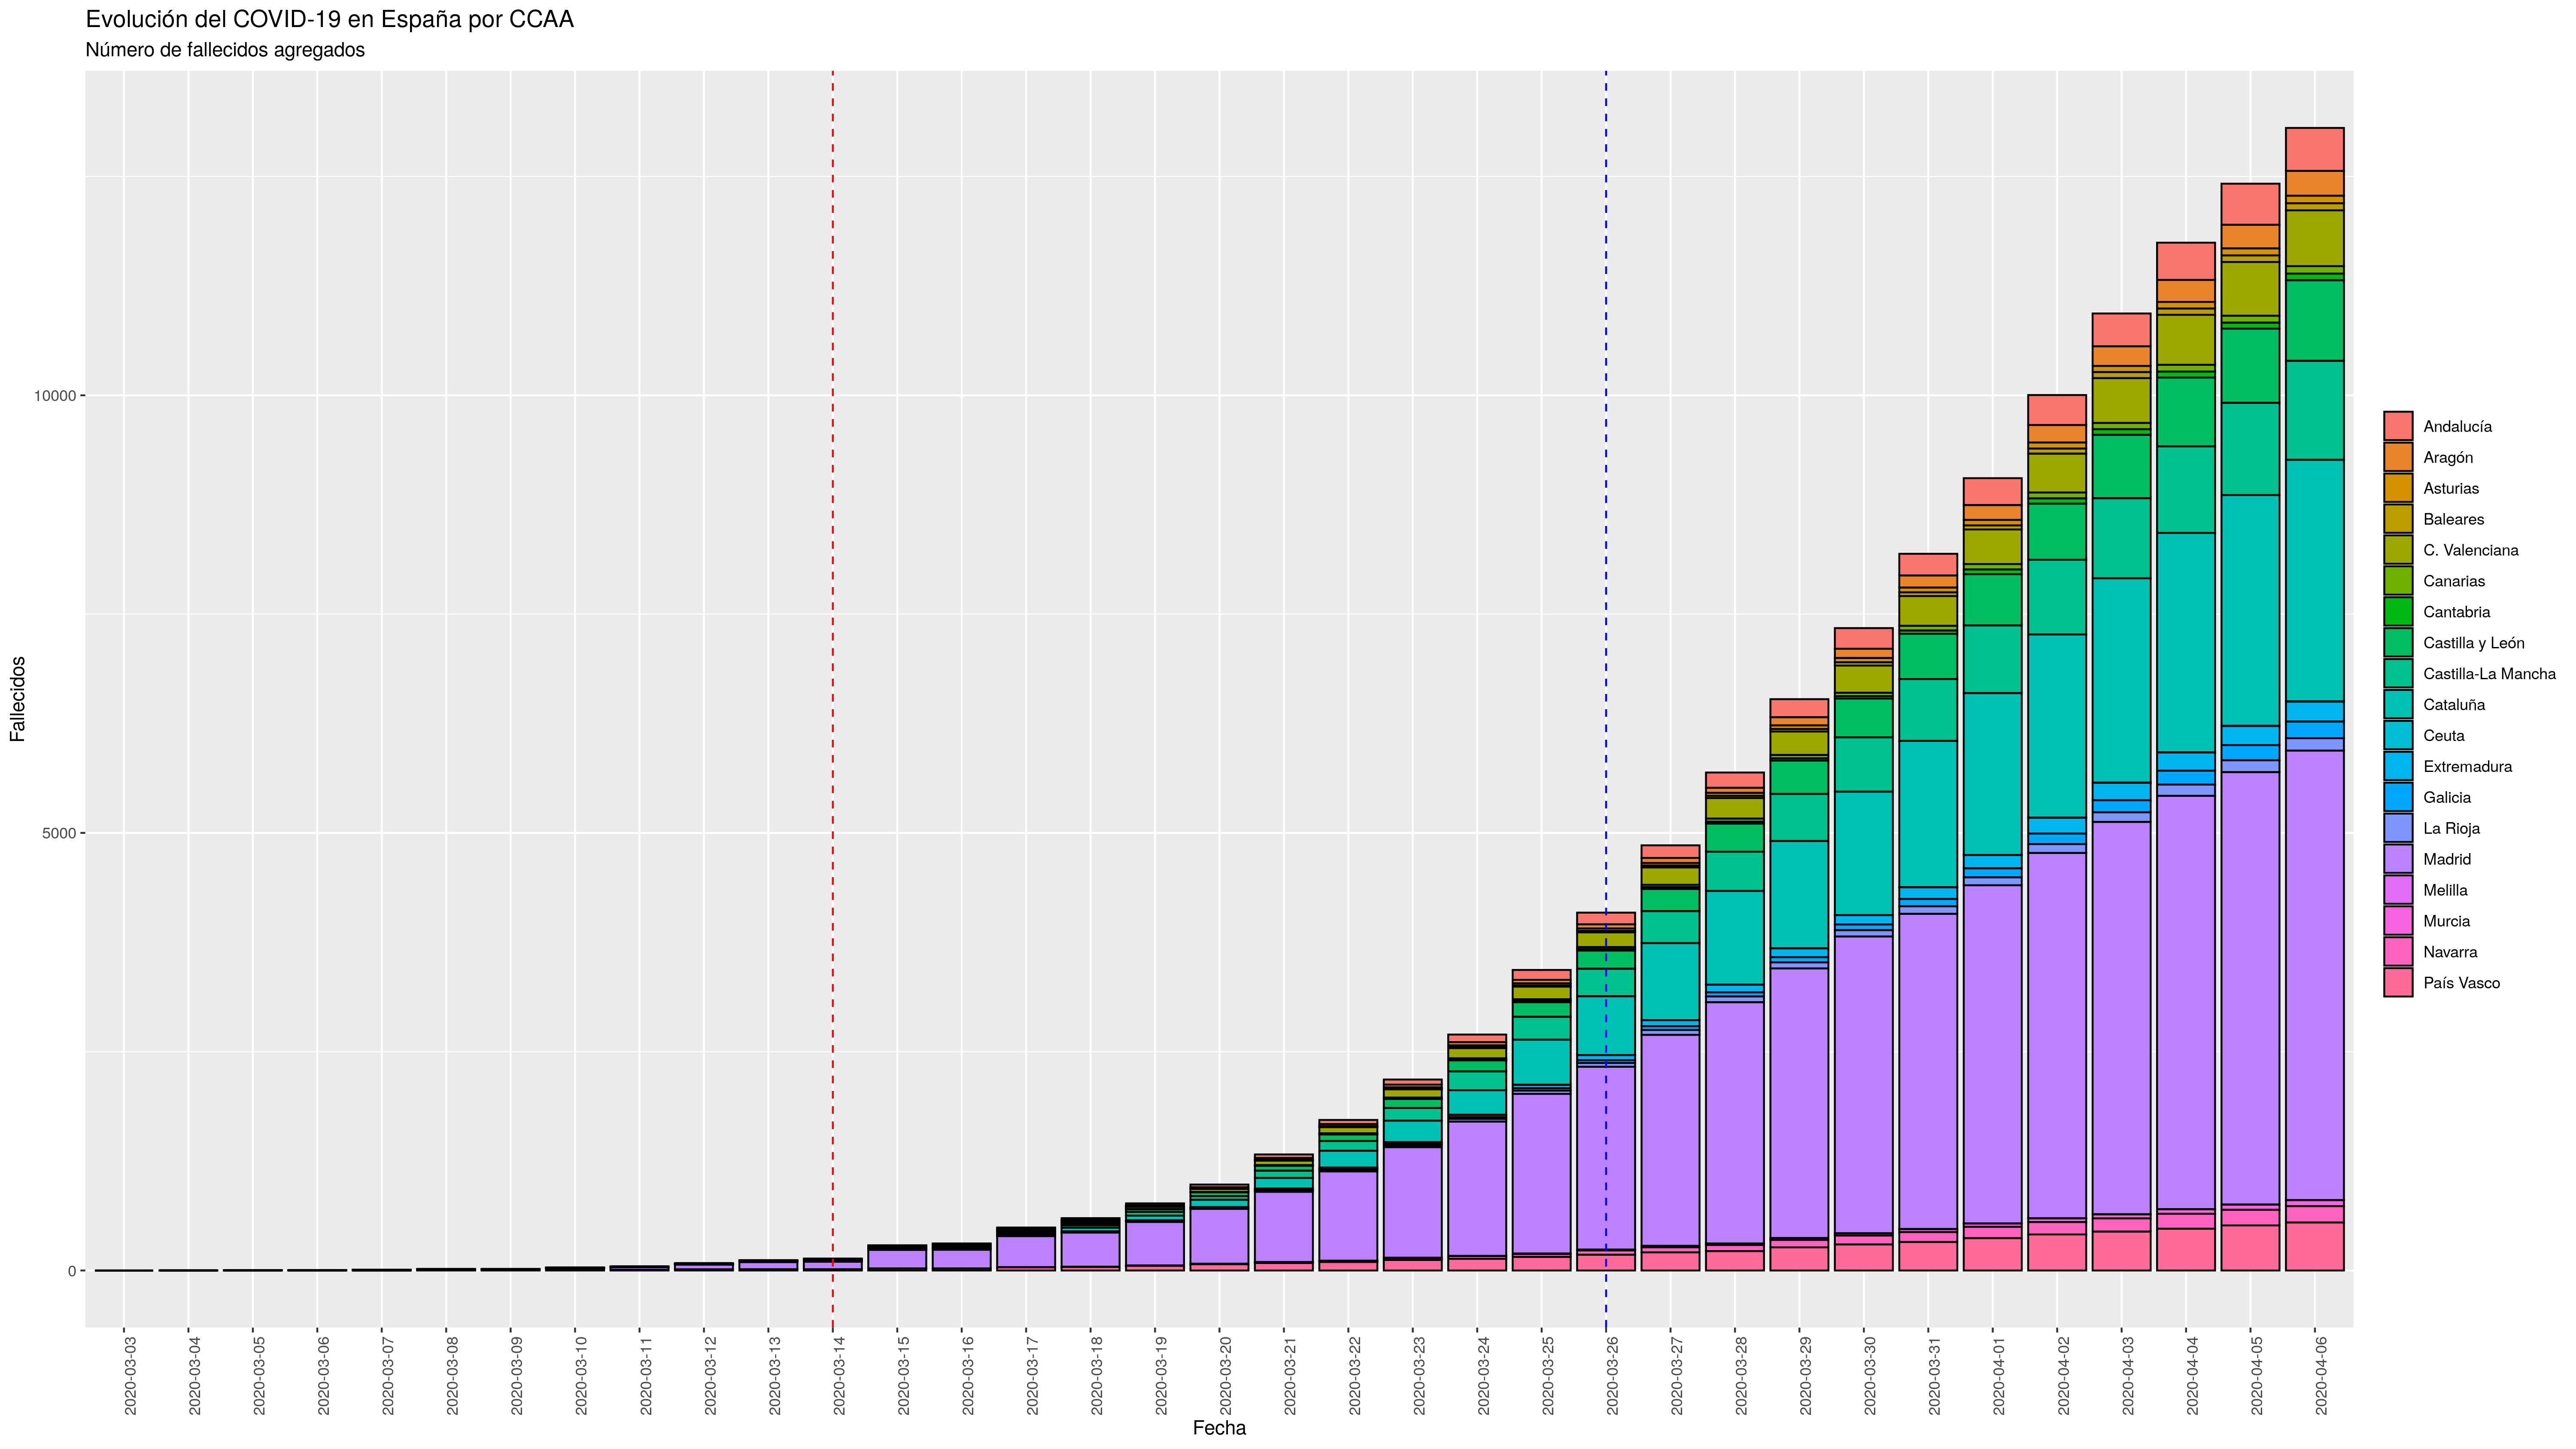 Evolución del COVID-19 en España por CCAA
Número de fallecidos agregados
Fallecidos
10000
5000
0
2020-03-03
2020-03-04
2020-03-05
2020-03-06
2020-03-07
2020-03-08
2020-03-09
2020-03-10
2020-03-11
2020-03-12
2020-03-13
2020-03-14
2020-03-15
2020-03-16
2020-03-17
2020-03-18
2020-03-19
2020-03-20
2020-03-21
2020-03-22
2020-03-23
2020-03-24
2020-03-25
2020-03-26
2020-03-27
2020-03-28
2020-03-29
2020-03-30
2020-03-31
2020-04-01
2020-04-02
2020-04-03
2020-04-04
2020-04-05
2020-04-06
Fecha
Andalucía
Aragón
Asturias
Baleares
C. Valenciana
Canarias
Cantabria
Castilla y León
Castilla-La Mancha
Cataluña
Ceuta
Extremadura
Galicia
La Rioja
Madrid
Melilla
Murcia
Navarra
País Vasco